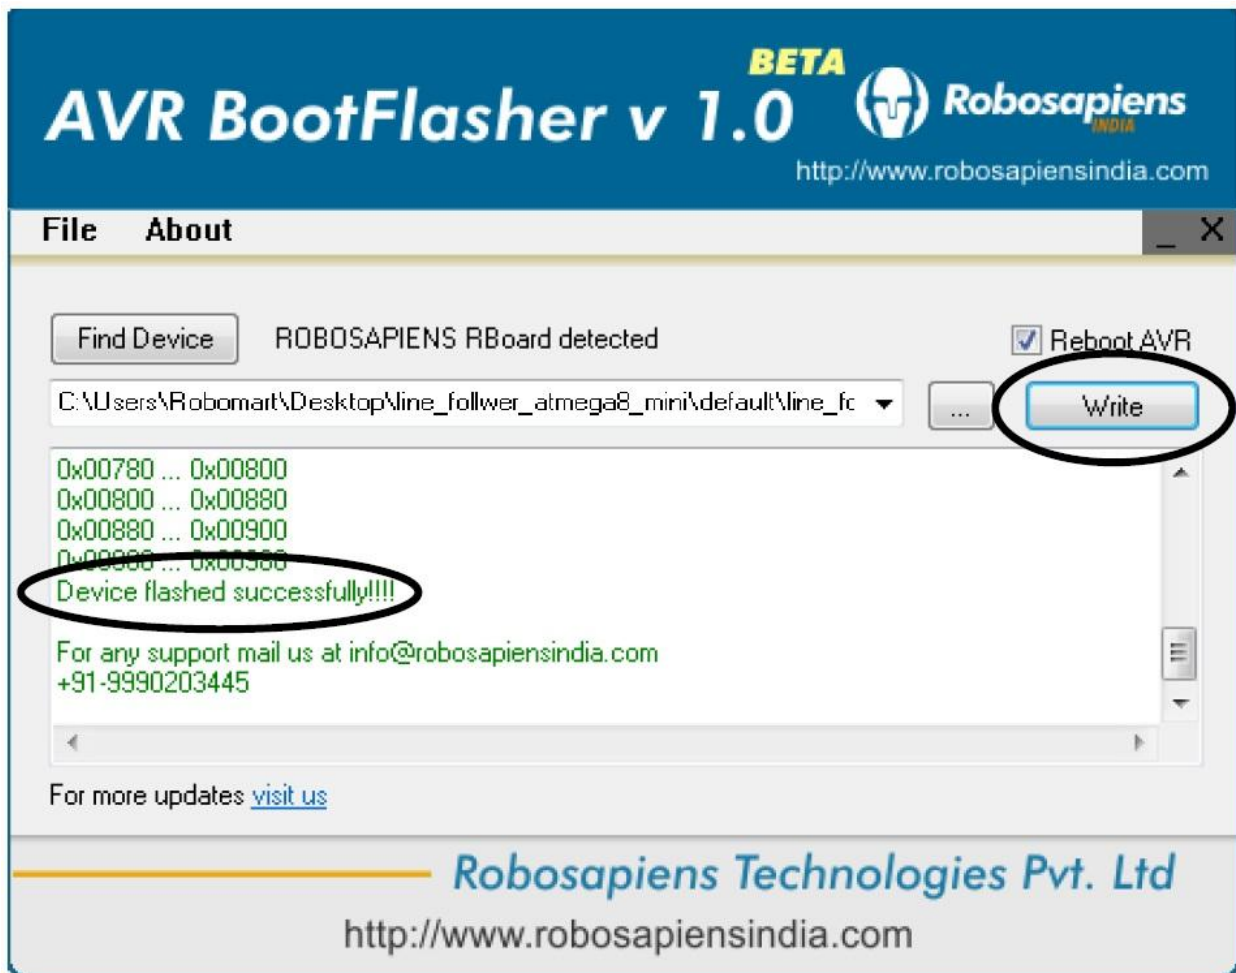 BETA
AVR BootFlasher v 1.0
Robosapiens
INDIA
http://www.robosapiensindia.com
File About
_ X
Find Device ROBOSAPIENS RBoard detected Reboot AVR
C:\Users\Robomart\Desktop\line_follwer_atmega8_mini\default\line_fo ... Write
0x00780 ... 0x00800
0x00800 ... 0x00880
0x00880 ... 0x00900
0x00900 ... 0x00980
Device flashed successfully!!!!
For any support mail us at info@robosapiensindia.com
+91-9990203445
For more updates visit us
Robosapiens Technologies Pvt. Ltd
http://www.robosapiensindia.com